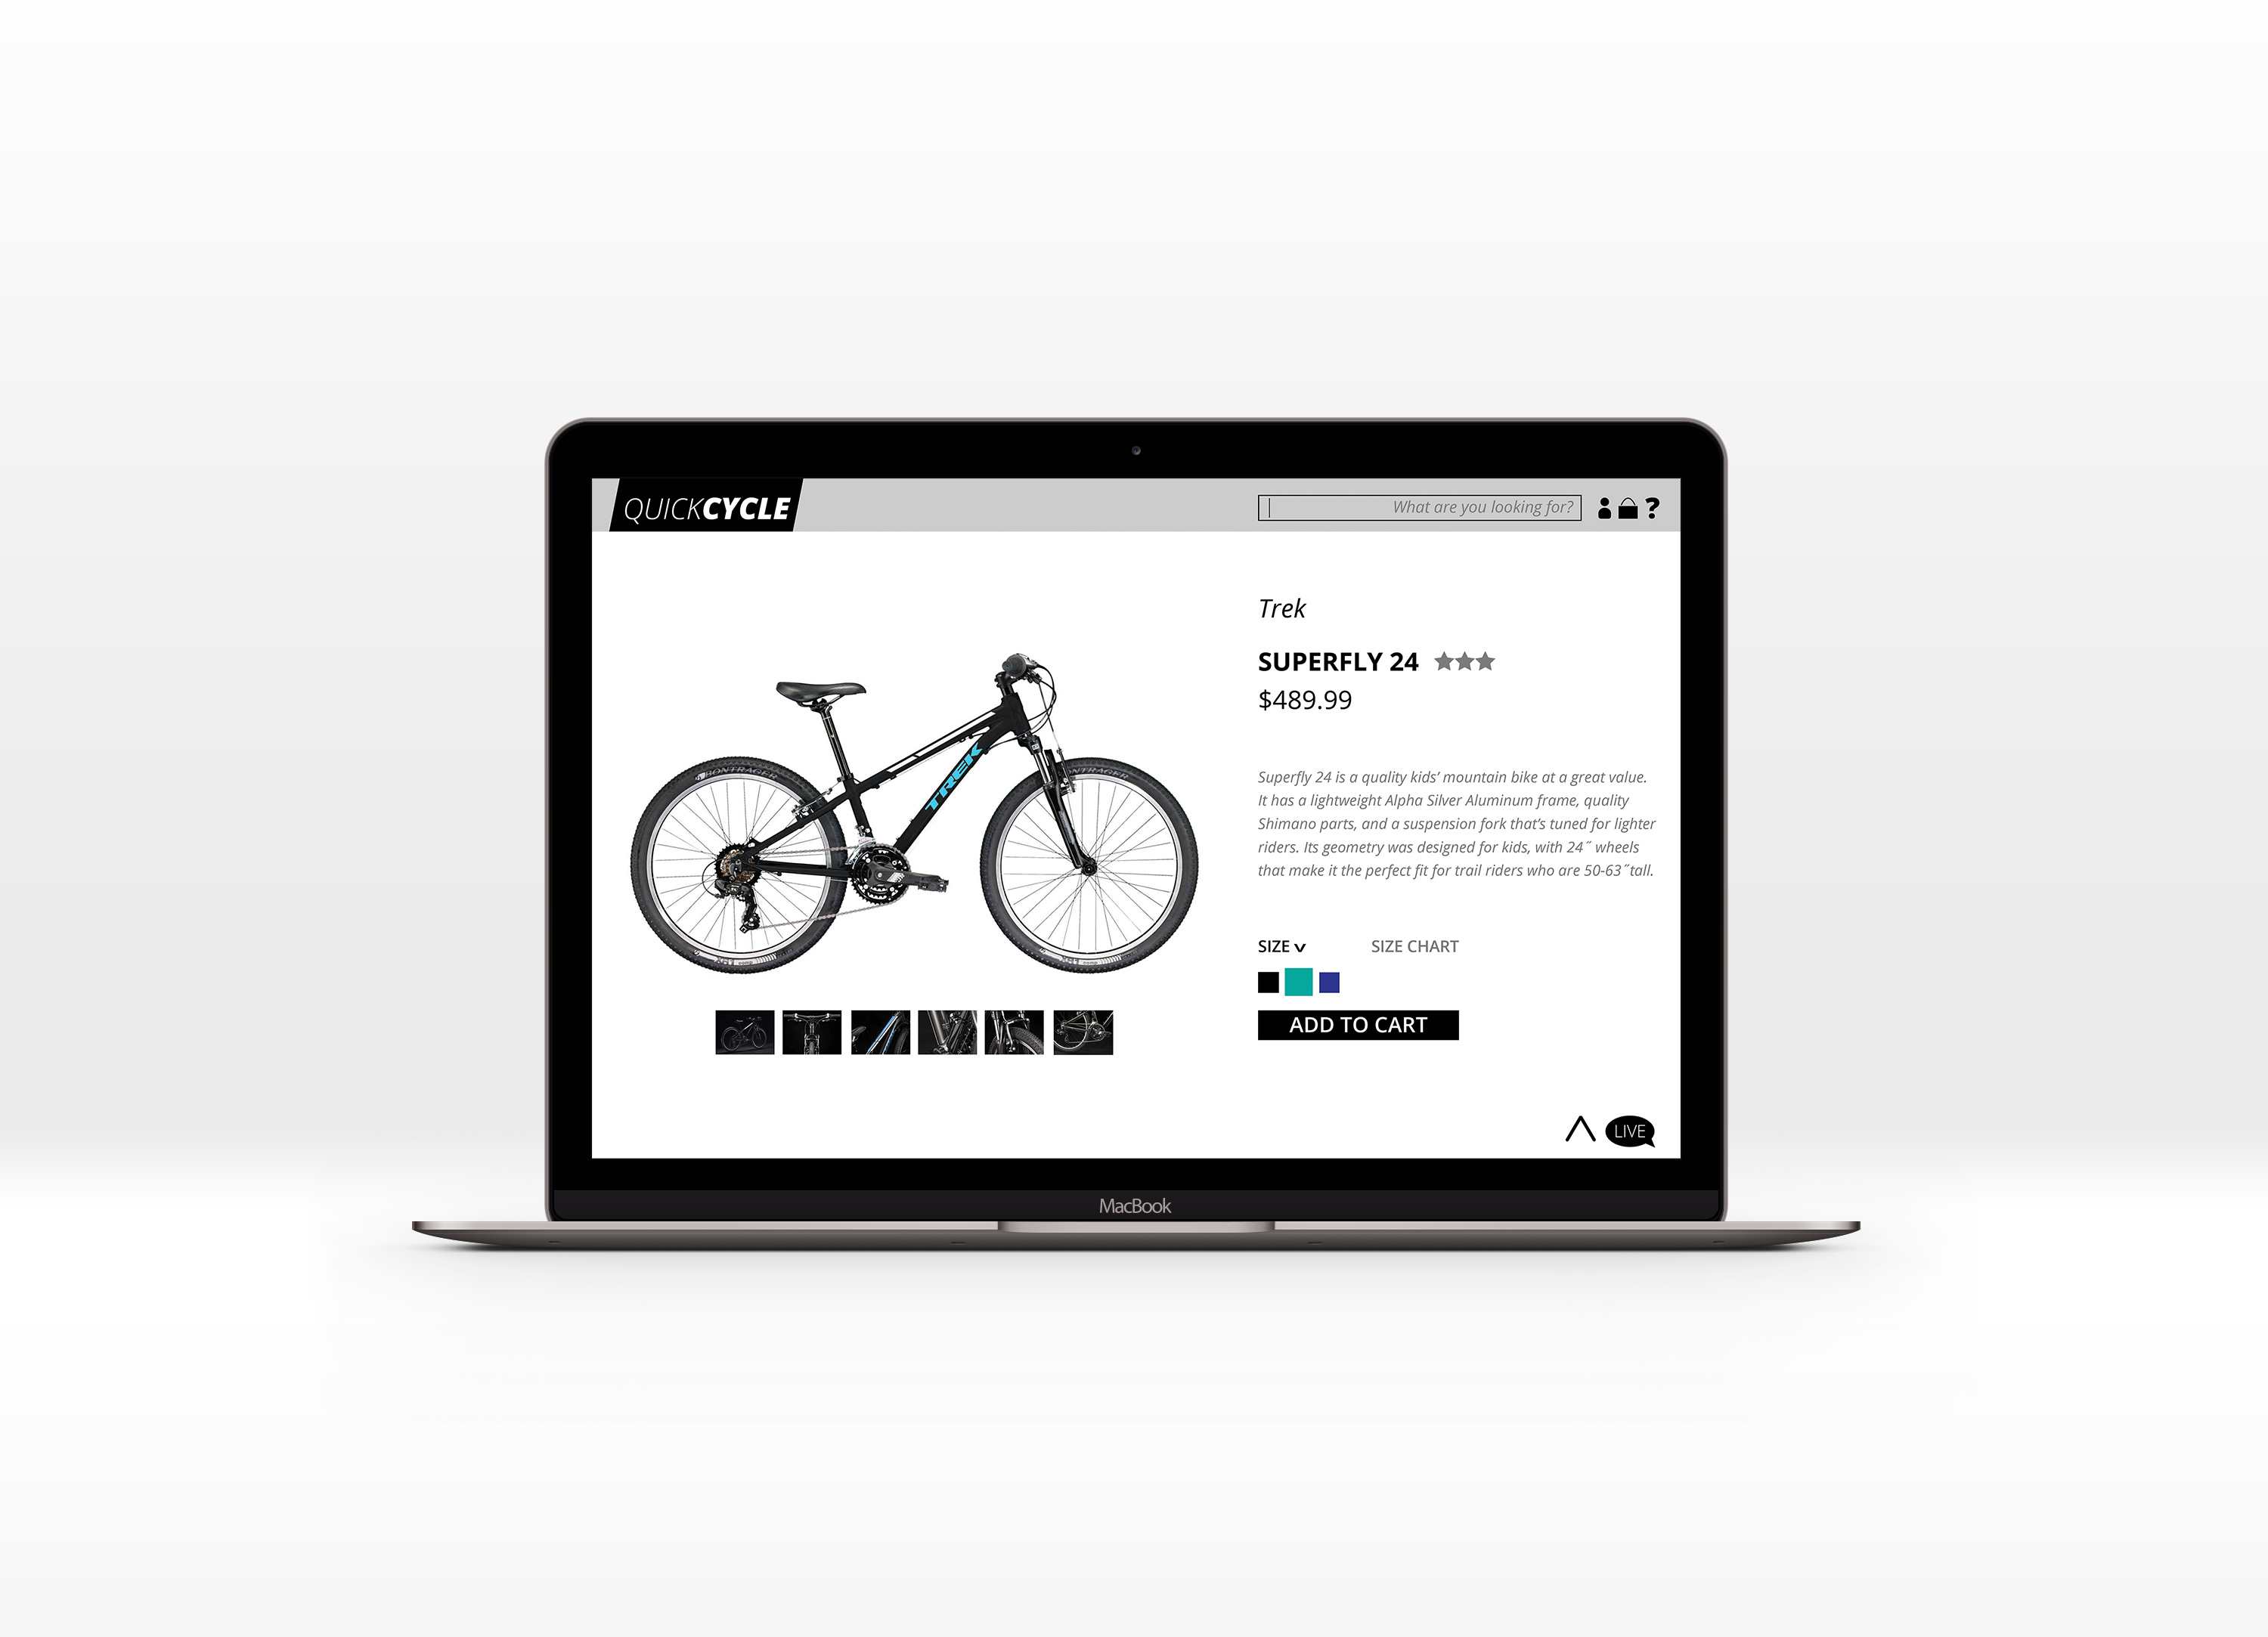 QUICKCYCLE
What are you looking for? ?
Trek
SUPERFLY 24
$489.99
Superfly 24 is a quality kids’ mountain bike at a great value.
It has a lightweight Alpha Silver Aluminum frame, quality
Shimano parts, and a suspension fork that’s tuned for lighter
riders. Its geometry was designed for kids, with 24˝ wheels
that make it the perfect fit for trail riders who are 50-63˝tall.
TREK
BONTRAGER
BONTRAGER
SIZE v SIZE CHART
ADD TO CART
LIVE
MacBook